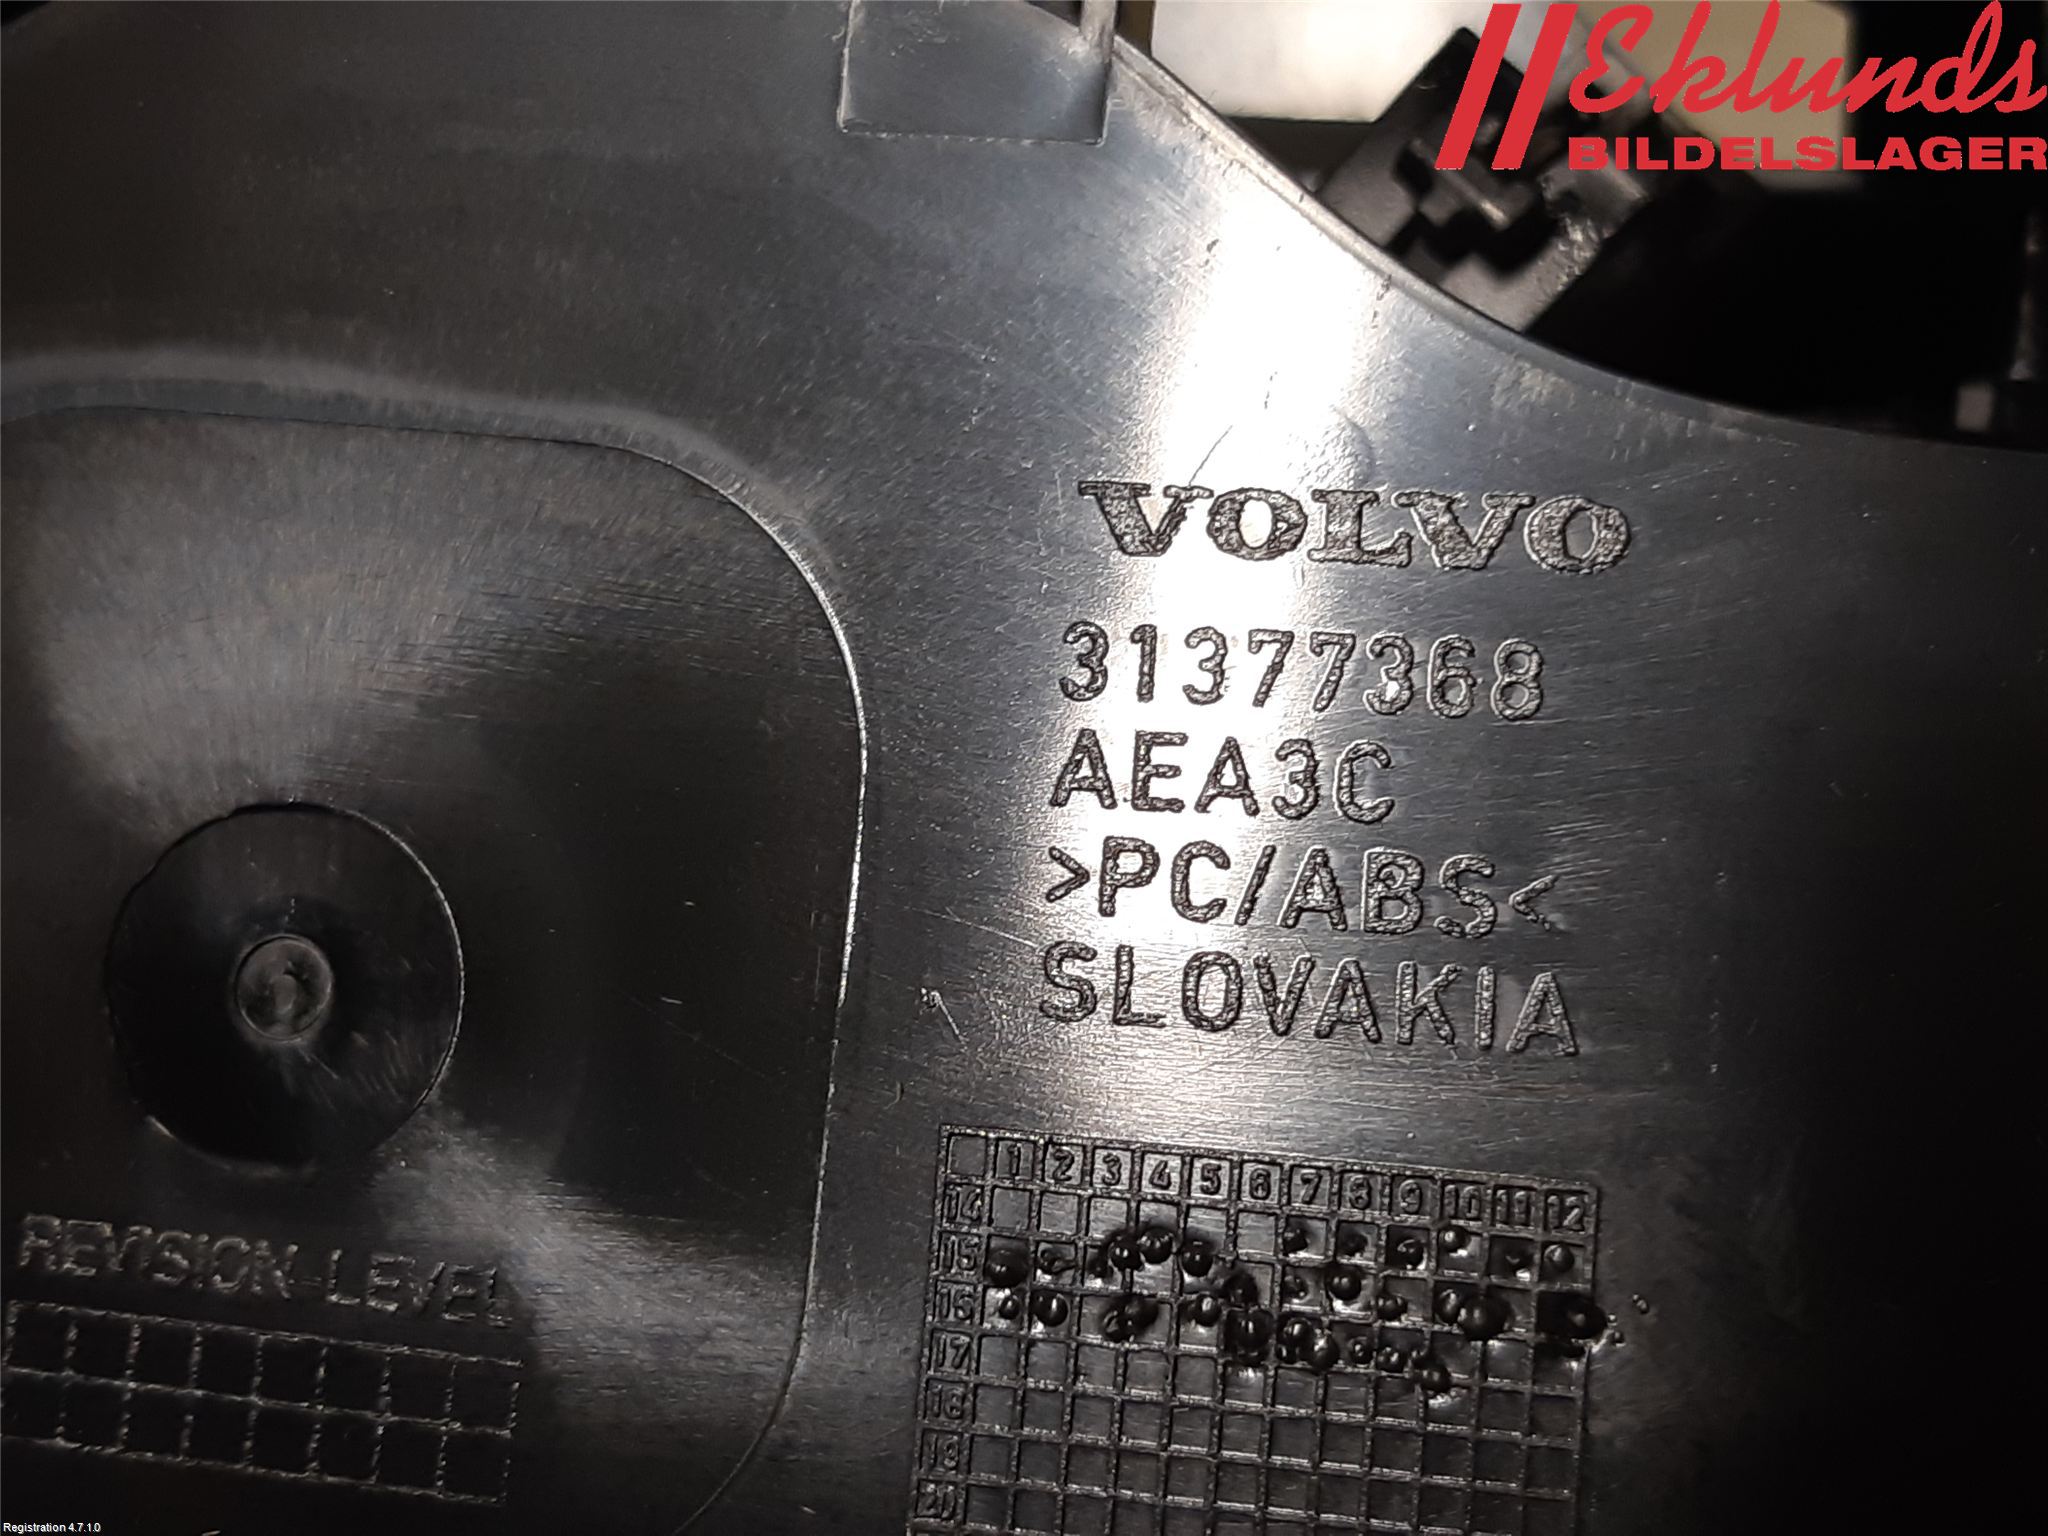 Eklunds
BILDELSLAGER
VOLVO
31377368
AEA3C
>PC/ABS<
SLOVAKIA
1 2 3 4 5 6 7 8 9 10 11 12
14
15
16
17
18
19
20
REVISION LEVEL
Registration 4.7.1.0